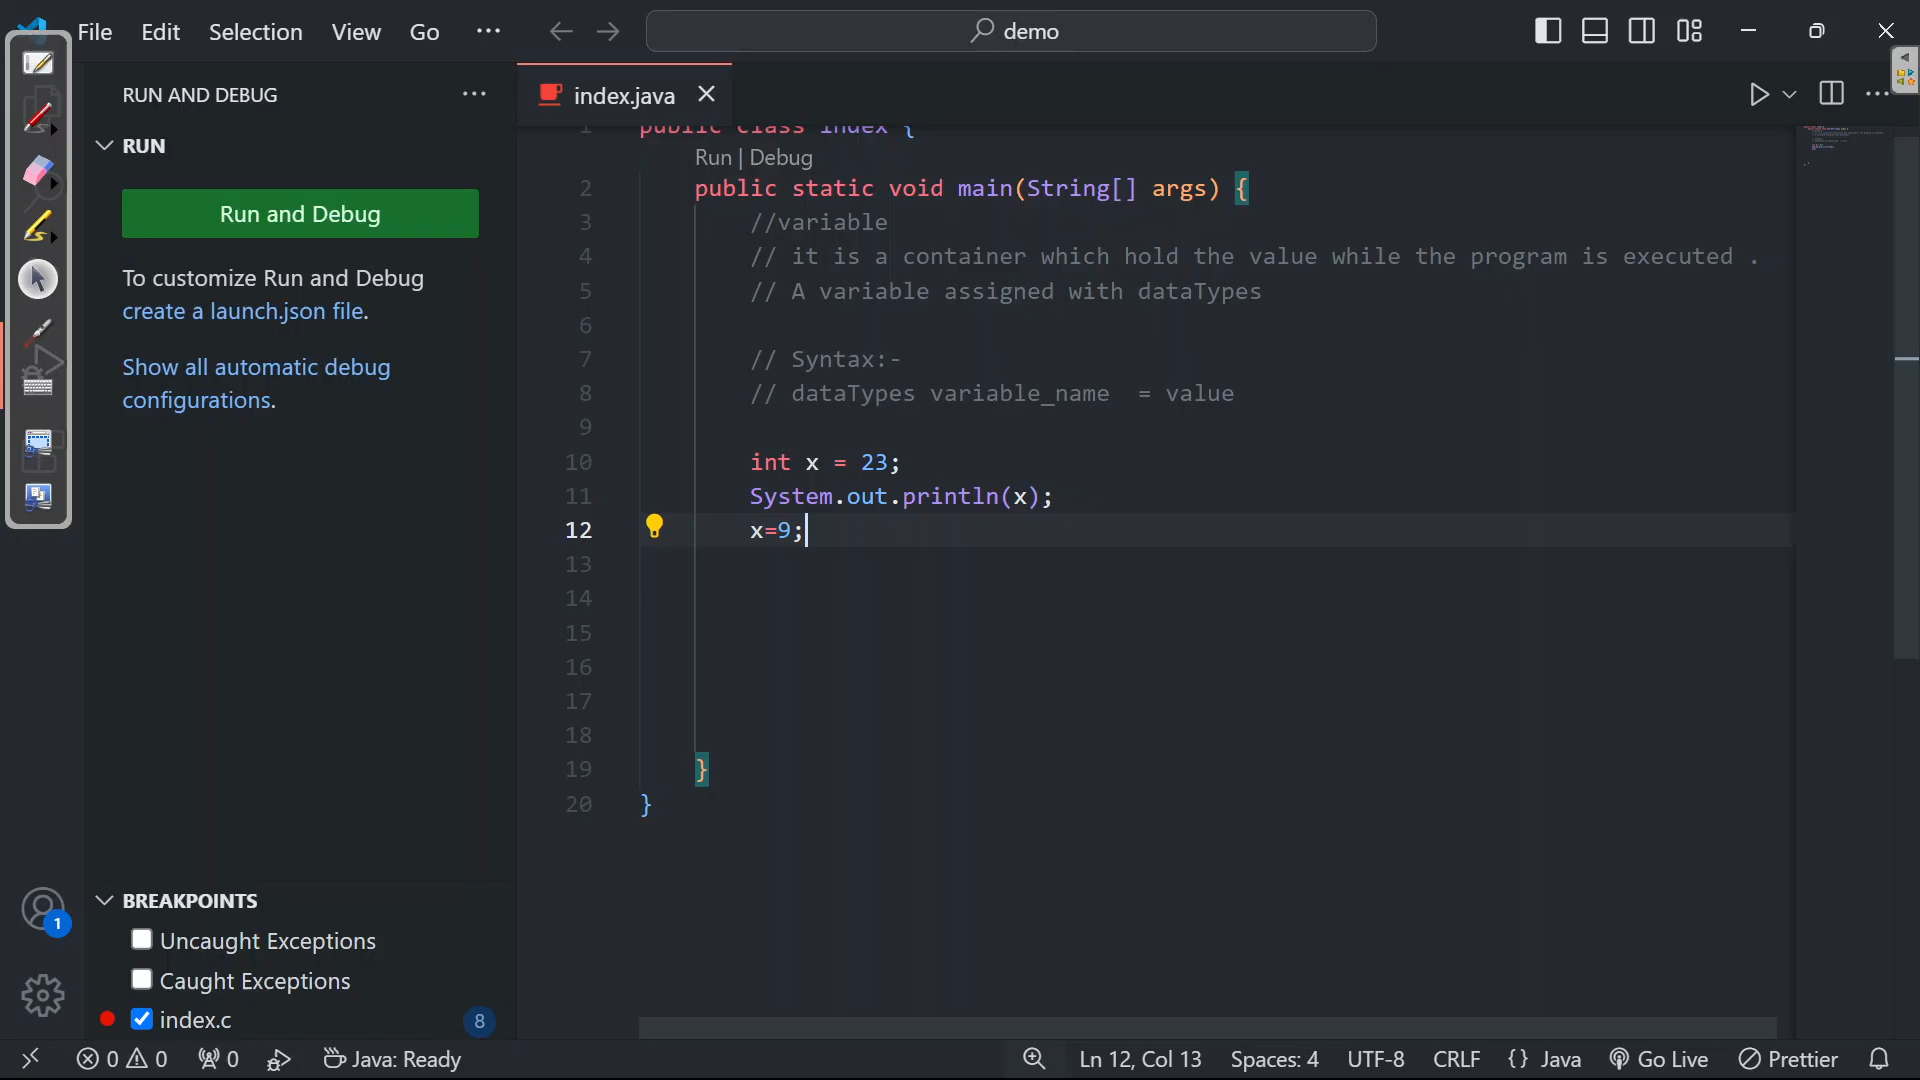 File Edit Selection View Go ··· demo
RUN AND DEBUG ···
index.java
RUN
Run and Debug
To customize Run and Debug
create a launch.json file.
Show all automatic debug
configurations.
1 public class index {
Run | Debug
2 public static void main(String[] args) {
3 //variable
4 // it is a container which hold the value while the program is executed .
5 // A variable assigned with dataTypes
6
7 // Syntax:-
8 // dataTypes variable_name  = value
9
10 int x = 23;
11 System.out.println(x);
12 x=9;
13
14
15
16
17
18
19 }
20 }
1
BREAKPOINTS
Uncaught Exceptions
Caught Exceptions
index.c 8
0 0 0 Java: Ready Ln 12, Col 13 Spaces: 4 UTF-8 CRLF {} Java Go Live Prettier